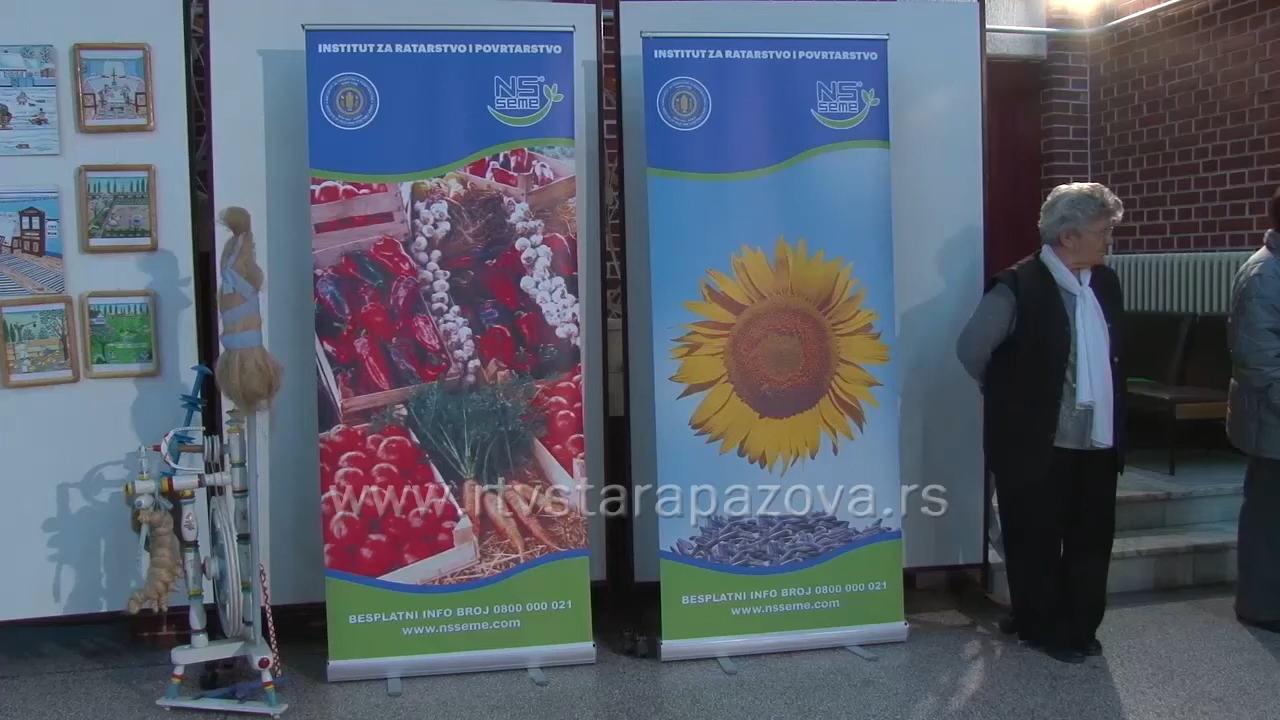 INSTITUT ZA RATARSTVO I POVRTARSTVO
NS®
seme
BESPLATNI INFO BROJ 0800 000 021
www.nsseme.com
INSTITUT ZA RATARSTVO I POVRTARSTVO
NS®
seme
BESPLATNI INFO BROJ 0800 000 021
www.nsseme.com
www.rtvstarapazova.rs